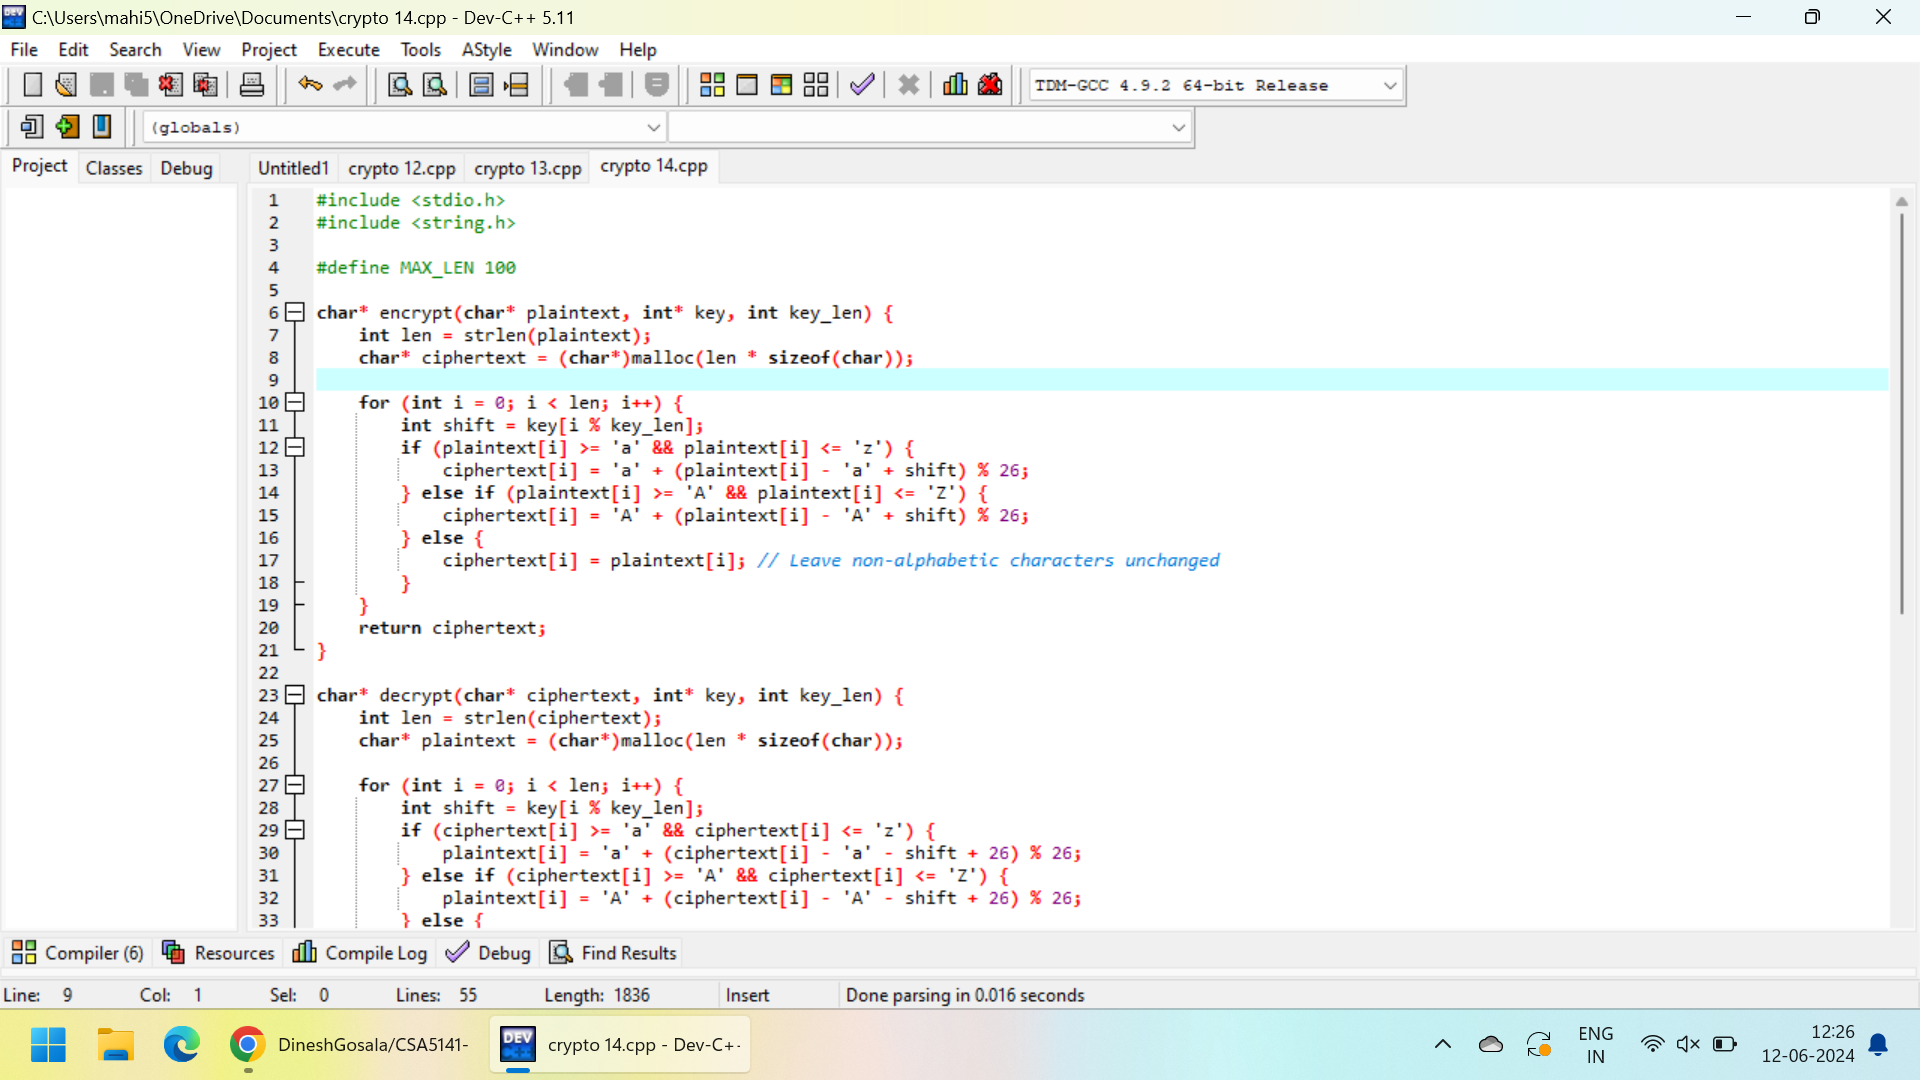 C:\Users\mahi5\OneDrive\Documents\crypto 14.cpp - Dev-C++ 5.11
File Edit Search View Project Execute Tools AStyle Window Help
TDM-GCC 4.9.2 64-bit Release
(globals)
Project Classes Debug Untitled1 crypto 12.cpp crypto 13.cpp crypto 14.cpp
1 #include <stdio.h>
2 #include <string.h>
3
4 #define MAX_LEN 100
5
6 char* encrypt(char* plaintext, int* key, int key_len) {
7     int len = strlen(plaintext);
8     char* ciphertext = (char*)malloc(len * sizeof(char));
9
10     for (int i = 0; i < len; i++) {
11         int shift = key[i % key_len];
12         if (plaintext[i] >= 'a' && plaintext[i] <= 'z') {
13             ciphertext[i] = 'a' + (plaintext[i] - 'a' + shift) % 26;
14         } else if (plaintext[i] >= 'A' && plaintext[i] <= 'Z') {
15             ciphertext[i] = 'A' + (plaintext[i] - 'A' + shift) % 26;
16         } else {
17             ciphertext[i] = plaintext[i]; // Leave non-alphabetic characters unchanged
18         }
19     }
20     return ciphertext;
21 }
22
23 char* decrypt(char* ciphertext, int* key, int key_len) {
24     int len = strlen(ciphertext);
25     char* plaintext = (char*)malloc(len * sizeof(char));
26
27     for (int i = 0; i < len; i++) {
28         int shift = key[i % key_len];
29         if (ciphertext[i] >= 'a' && ciphertext[i] <= 'z') {
30             plaintext[i] = 'a' + (ciphertext[i] - 'a' - shift + 26) % 26;
31         } else if (ciphertext[i] >= 'A' && ciphertext[i] <= 'Z') {
32             plaintext[i] = 'A' + (ciphertext[i] - 'A' - shift + 26) % 26;
33         } else {
Compiler (6) Resources Compile Log Debug Find Results
Line: 9 Col: 1 Sel: 0 Lines: 55 Length: 1836 Insert Done parsing in 0.016 seconds
DineshGosala/CSA5141- DEV C++ crypto 14.cpp - Dev-C+ ENG IN 12:26
12-06-2024